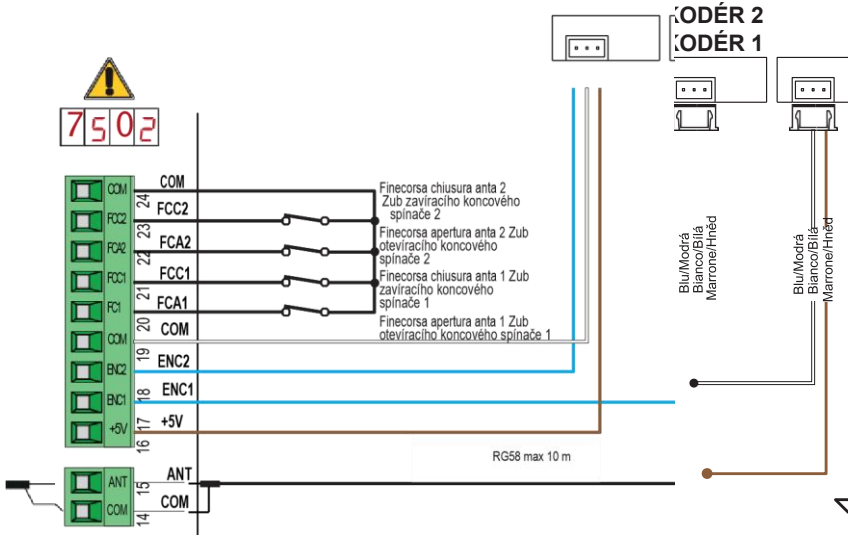 KODÉR 2
KODÉR 1
7502
COM
FCC2
FCA2
FCC1
FC1
COM
ENC2
ENC1
+5V
ANT
COM
24
23
22
21
20
19
18
17
16
15
14
COM
FCC2
FCA2
FCC1
FCA1
COM
ENC2
ENC1
+5V
ANT
COM
Finecorsa chiusura anta 2
Zub zavíracího koncového
spínače 2
Finecorsa apertura anta 2 Zub
otevíracího koncového
spínače 2
Finecorsa chiusura anta 1 Zub
zavíracího koncového
spínače 1
Finecorsa apertura anta 1 Zub
otevíracího koncového spínače 1
RG58 max 10 m
Blu/Modrá
Bianco/Bílá
Marrone/Hněd
Blu/Modrá
Bianco/Bílá
Marrone/Hněd